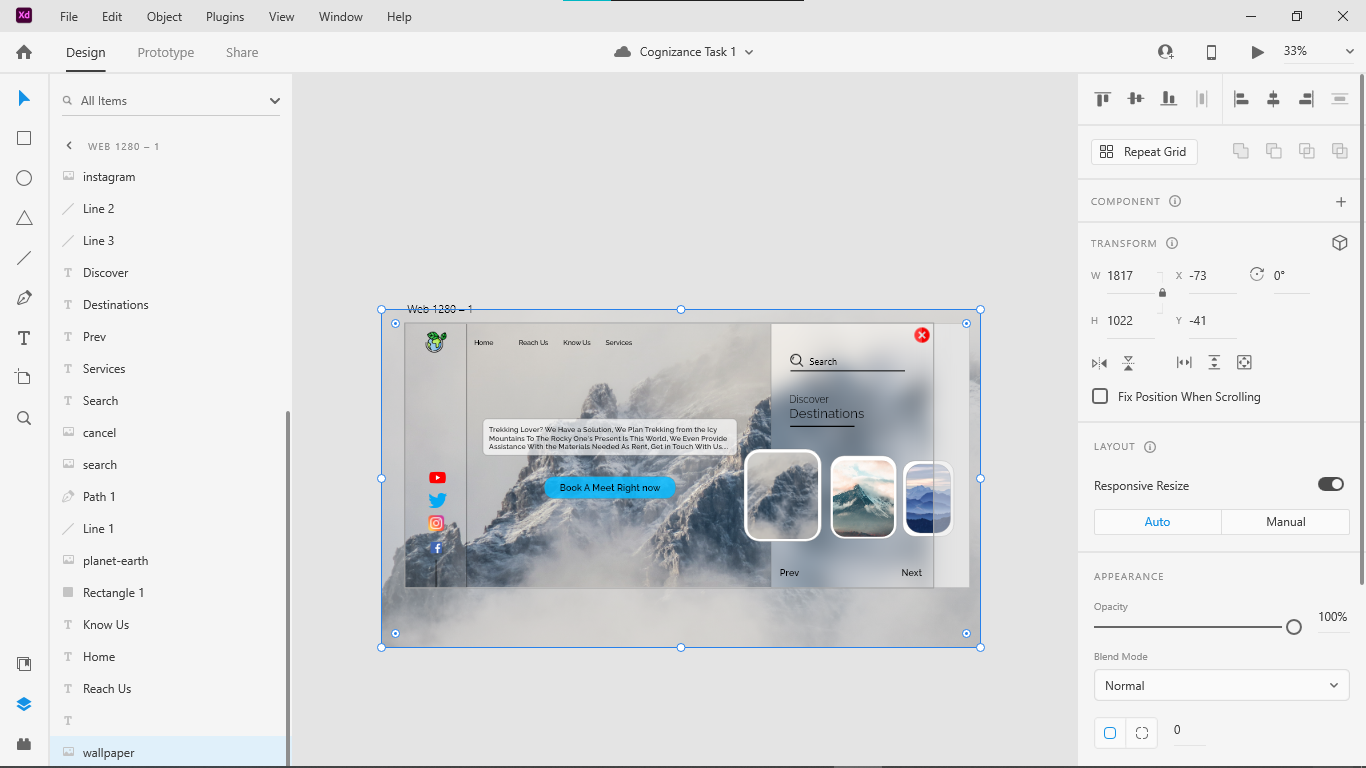 Xd File Edit Object Plugins View Window Help
Design Prototype Share
Cognizance Task 1
33%
All Items
WEB 1280 – 1
instagram
Line 2
Line 3
T Discover
T Destinations
T Prev
T Services
T Search
cancel
search
Path 1
Line 1
planet-earth
Rectangle 1
T Know Us
T Home
T Reach Us
T
wallpaper
T
Web 1280 – 1
Home Reach Us Know Us Services
Search
Discover
Destinations
Trekking Lover? We Have a Solution, We Plan Trekking from the Icy
Mountains To The Rocky One's Present Is This World, We Even Provide
Assistance With the Materials Needed As Rent, Get in Touch With Us...
Book A Meet Right now
Prev Next
Repeat Grid
COMPONENT
TRANSFORM
W 1817 X -73 0°
H 1022 Y -41
Fix Position When Scrolling
LAYOUT
Responsive Resize
Auto Manual
APPEARANCE
Opacity
100%
Blend Mode
Normal
0